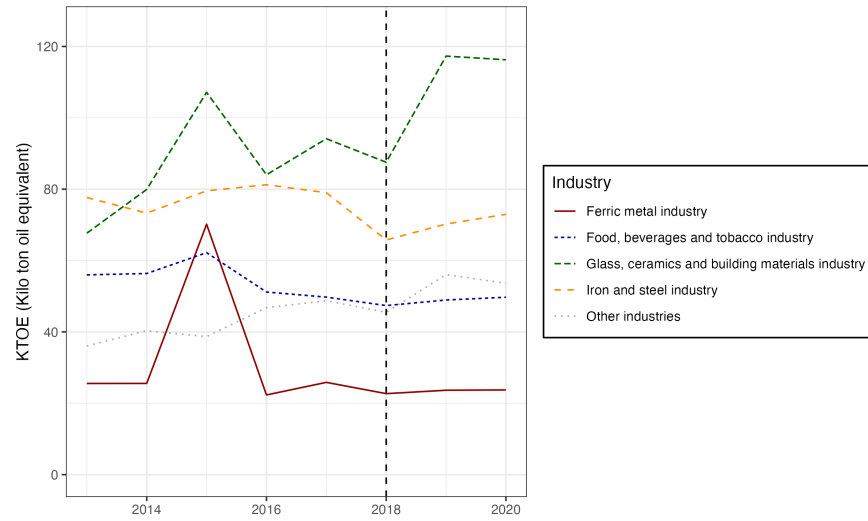 KTOE (Kilo ton oil equivalent)
120
80
40
0
2014
2016
2018
2020
Industry
Ferric metal industry
Food, beverages and tobacco industry
Glass, ceramics and building materials industry
Iron and steel industry
Other industries